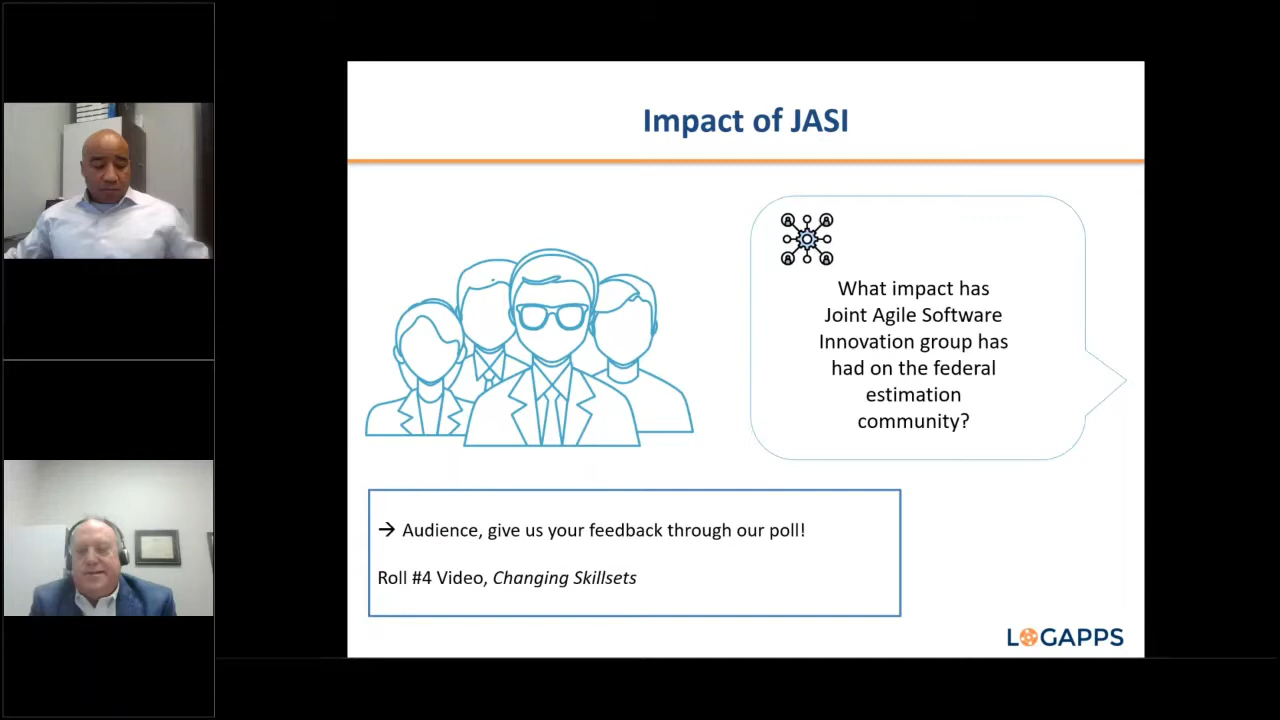 Impact of JASI
What impact has
Joint Agile Software
Innovation group has
had on the federal
estimation
community?
→ Audience, give us your feedback through our poll!
Roll #4 Video, Changing Skillsets
LOGAPPS